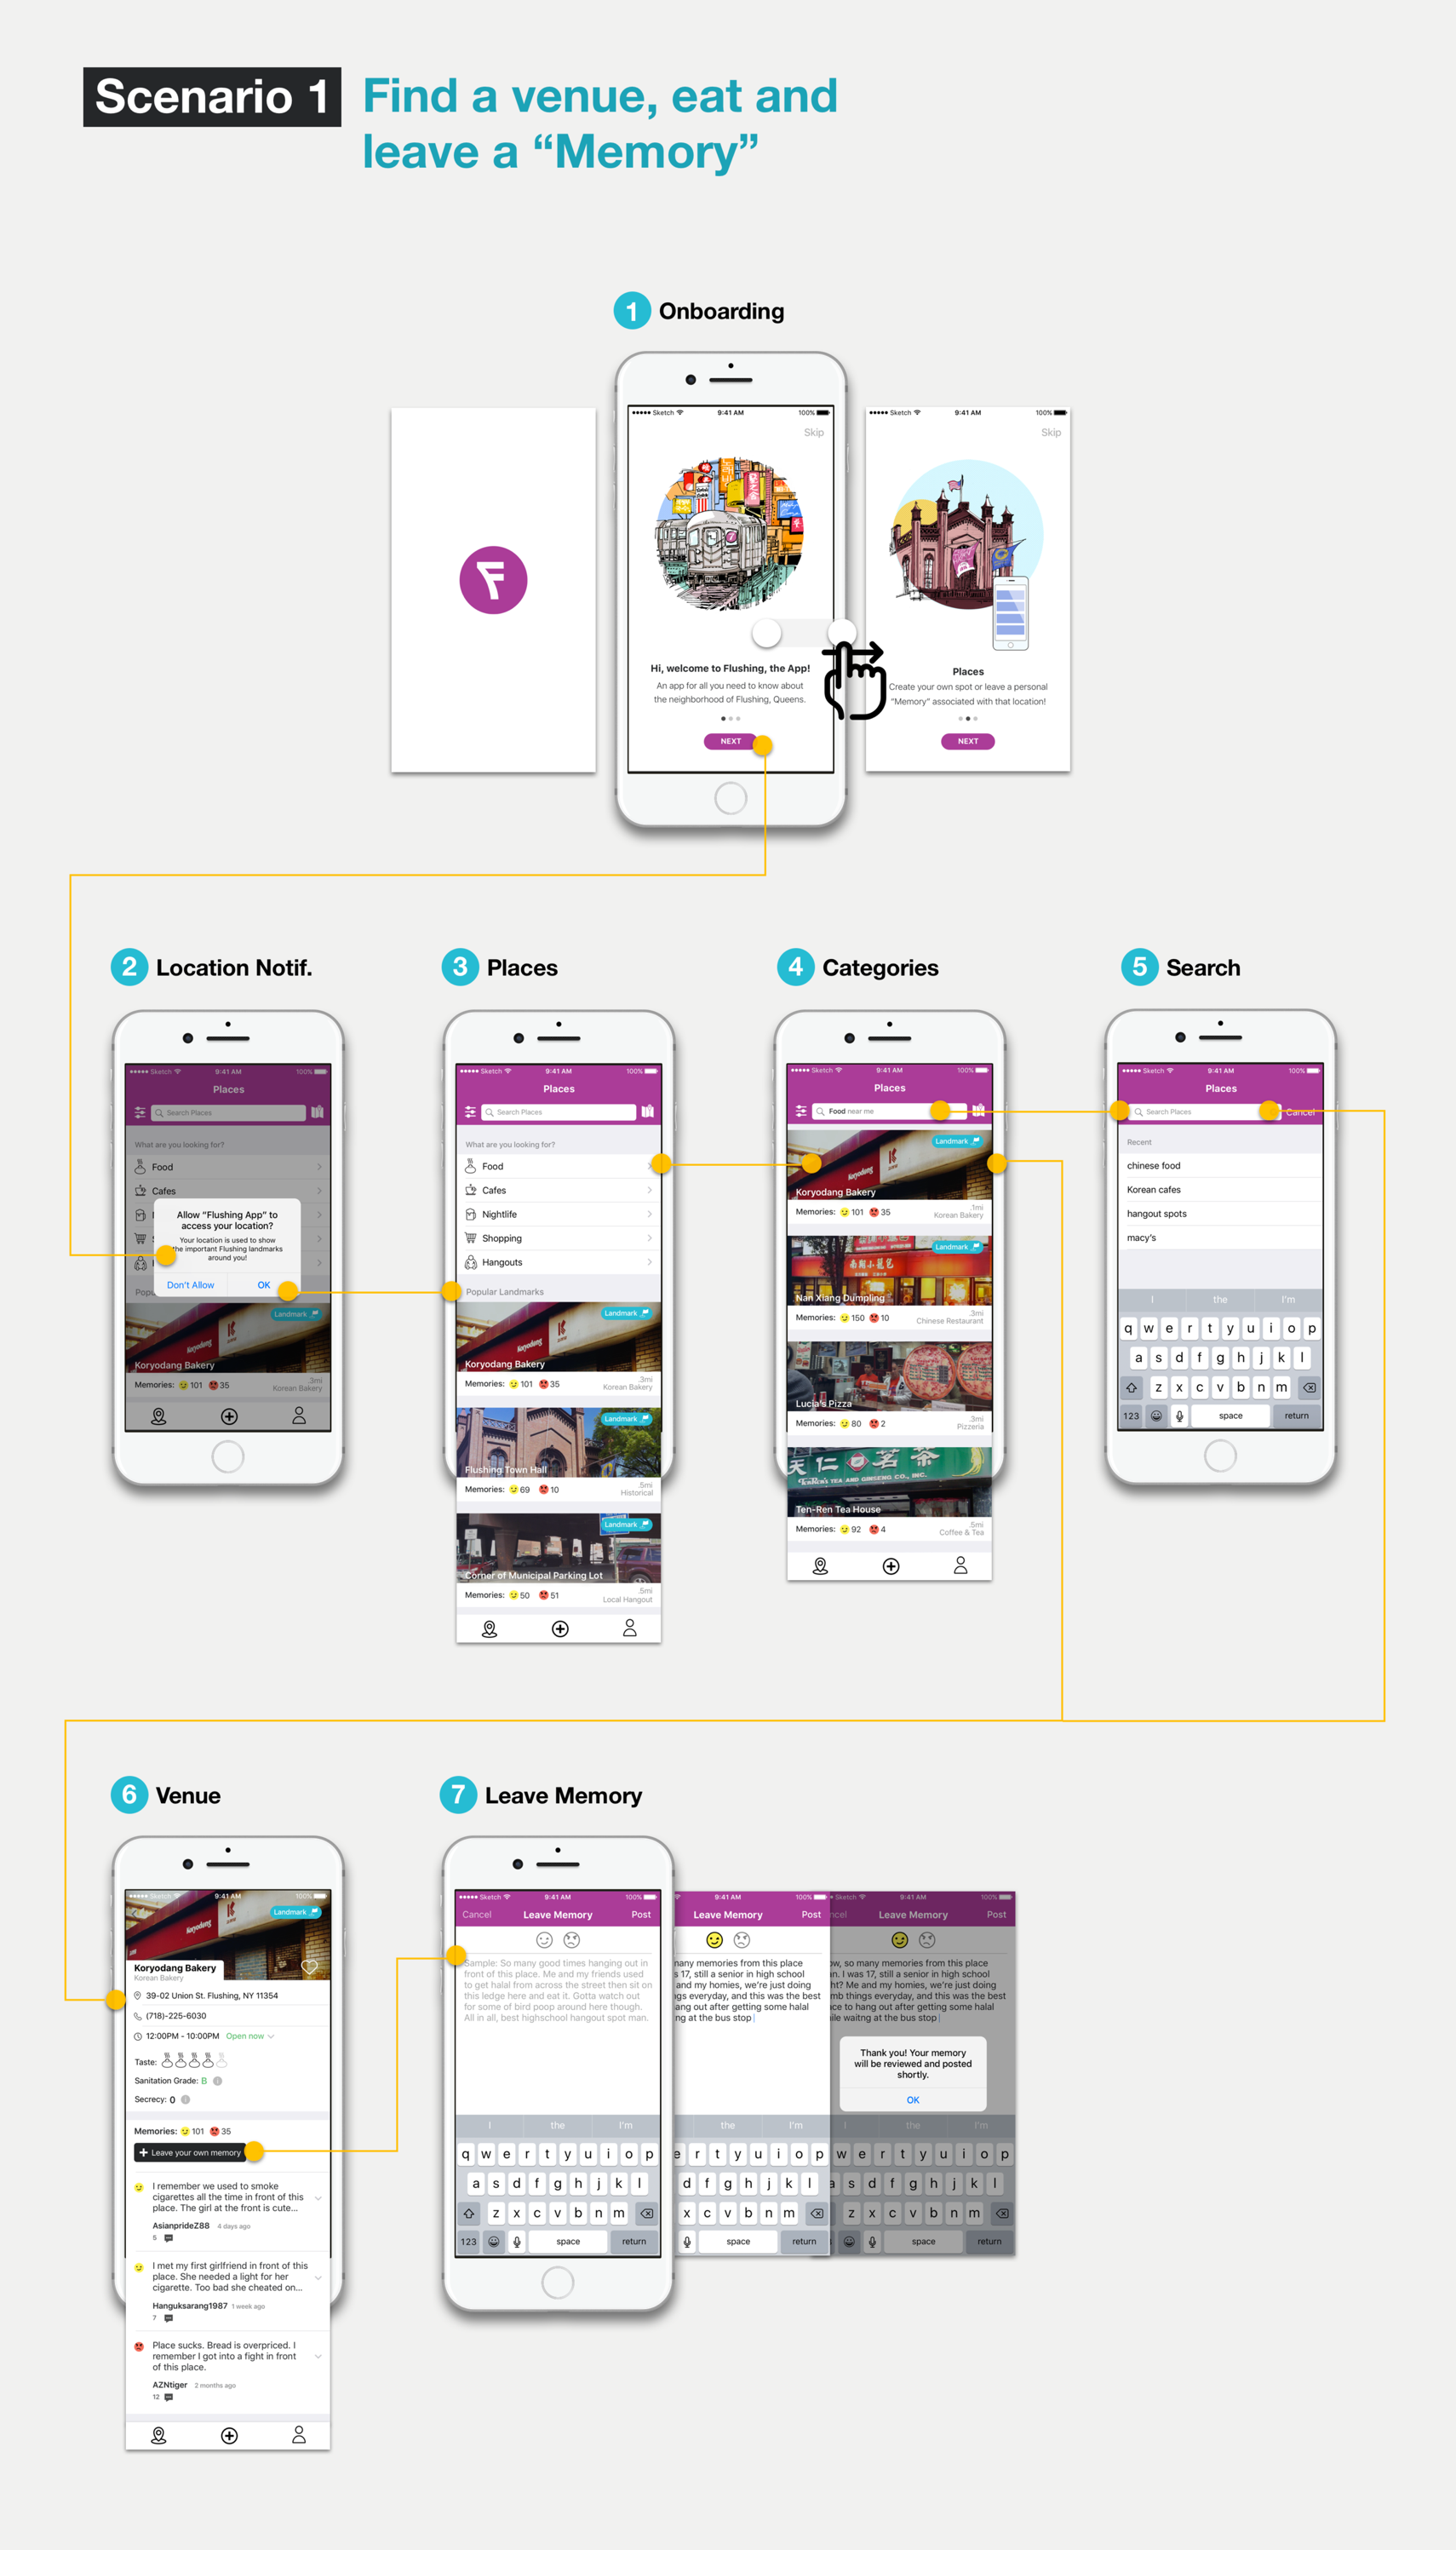 Scenario 1
Find a venue, eat and
leave a “Memory”
1 Onboarding
Sketch 9:41 AM 100%
Skip
Hi, welcome to Flushing, the App!
An app for all you need to know about
the neighborhood of Flushing, Queens.
NEXT
Sketch 9:41 AM 100%
Skip
Places
Create your own spot or leave a personal
"Memory" associated with that location!
NEXT
2 Location Notif.
Sketch 9:41 AM 100%
Places
Search Places
What are you looking for?
Food
Cafes
Allow “Flushing App” to
access your location?
Your location is used to show
the important Flushing landmarks
around you!
Don't Allow OK
Landmark
Koryodang Bakery
Memories: 101 35
.3mi
Korean Bakery
3 Places
Sketch 9:41 AM 100%
Places
Search Places
What are you looking for?
Food
Cafes
Nightlife
Shopping
Hangouts
Popular Landmarks
Landmark
Koryodang Bakery
Memories: 101 35
.3mi
Korean Bakery
Landmark
Flushing Town Hall
Memories: 69 10
.5mi
Historical
Landmark
Corner of Municipal Parking Lot
Memories: 50 51
.5mi
Local Hangout
4 Categories
Sketch 9:41 AM 100%
Places
Food near me
Landmark
Koryodang Bakery
Memories: 101 35
.1mi
Korean Bakery
Landmark
Nan Xiang Dumpling
Memories: 150 10
.3mi
Chinese Restaurant
Lucia's Pizza
Memories: 80 2
.3mi
Pizzeria
天仁茗茶
TEN REN TEA AND GINSENG CO., INC.
Ten-Ren Tea House
Memories: 92 4
.5mi
Coffee & Tea
5 Search
Sketch 9:41 AM 100%
Places
Search Places Cancel
Recent
chinese food
Korean cafes
hangout spots
macy's
I the I'm
q w e r t y u i o p
a s d f g h j k l
z x c v b n m
123 space return
6 Venue
Sketch 9:41 AM 100%
Landmark
Koryodang Bakery
Korean Bakery
39-02 Union St. Flushing, NY 11354
(718)-225-6030
12:00PM - 10:00PM Open now
Taste:
Sanitation Grade: B
Secrecy: 0
Memories: 101 35
+ Leave your own memory
I remember we used to smoke
cigarettes all the time in front of this
place. The girl at the front is cute...
AsianprideZ88 4 days ago
5
I met my first girlfriend in front of this
place. She needed a light for her
cigarette. Too bad she cheated on...
Hanguksarang1987 1 week ago
7
Place sucks. Bread is overpriced. I
remember I got into a fight in front
of this place.
AZNtiger 2 months ago
12
7 Leave Memory
Sketch 9:41 AM 100%
Cancel Leave Memory Post
Sample: So many good times hanging out in
front of this place. Me and my friends used
to get halal from across the street then sit on
this ledge here and eat it. Gotta watch out
for some of bird poop around here though.
All in all, best highschool hangout spot man.
I the I'm
q w e r t y u i o p
a s d f g h j k l
z x c v b n m
123 space return
9:41 AM 100%
Leave Memory Post
many memories from this place
s 17, still a senior in high school
and my homies, we're just doing
ngs everyday, and this was the best
ang out after getting some halal
ng at the bus stop
the I'm
e r t y u i o p
d f g h j k l
x c v b n m
space return
Sketch 9:41 AM 100%
ncel Leave Memory Post
ow, so many memories from this place
n. I was 17, still a senior in high school
ht? Me and my homies, we're just doing
mb things everyday, and this was the best
ace to hang out after getting some halal
ile waitng at the bus stop
Thank you! Your memory
will be reviewed and posted
shortly.
OK
I the I'm
w e r t y u i o p
a s d f g h j k l
z x c v b n m
space return